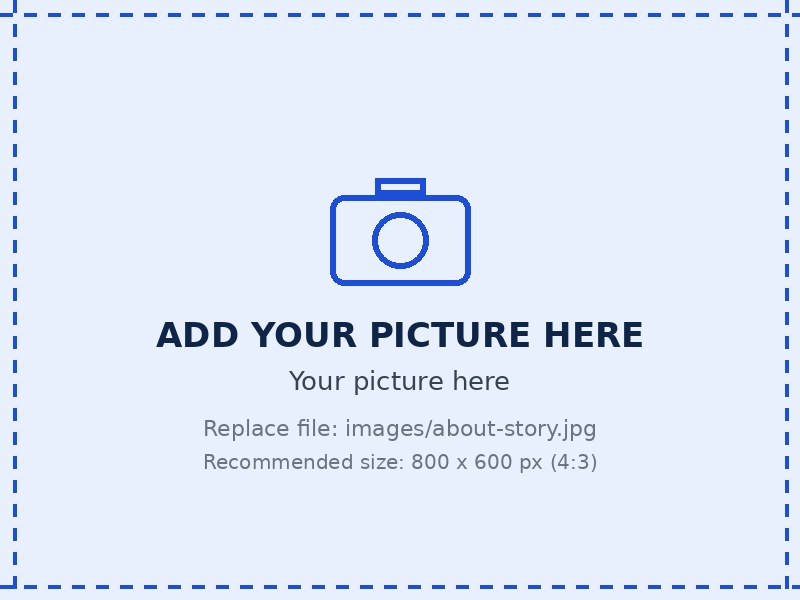 ADD YOUR PICTURE HERE
Your picture here
Replace file: images/about-story.jpg
Recommended size: 800 x 600 px (4:3)